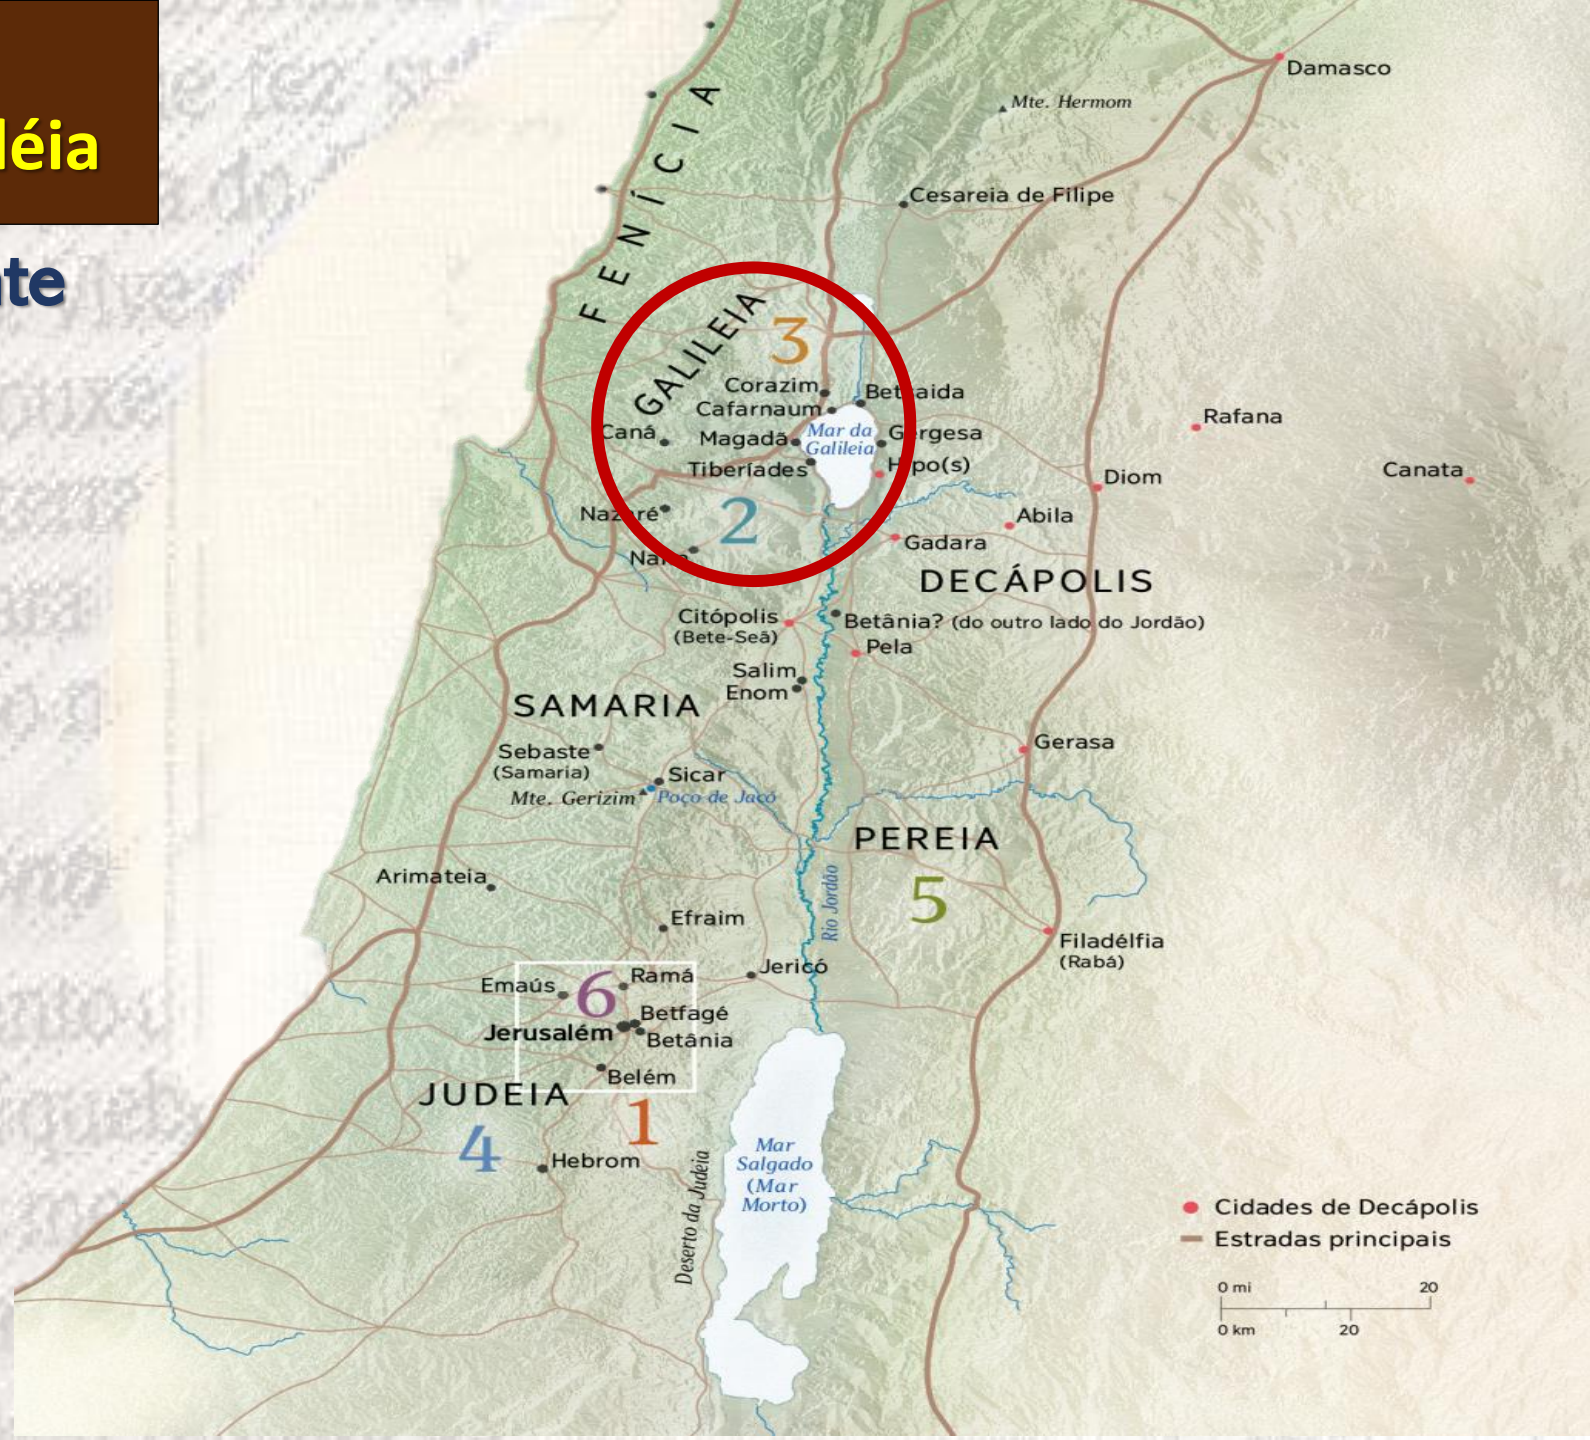 léia
nte
Damasco
Mte. Hermom
FENÍCIA
Cesareia de Filipe
GALILEIA
3
Corazim
Betsaida
Cafarnaum
Rafana
Caná
Magadã
Mar da
Galileia
Gergesa
Tiberíades
Hipo(s)
Canata
Diom
Nazaré
2
Abila
Gadara
Naim
DECÁPOLIS
Citópolis
(Bete-Seã)
Betânia? (do outro lado do Jordão)
Pela
Salim
Enom
SAMARIA
Gerasa
Sebaste
(Samaria)
Sicar
Mte. Gerizim
Poço de Jacó
PEREIA
5
Arimateia
Rio Jordão
Efraim
Filadélfia
(Rabá)
Jericó
Emaús
6
Ramá
Betfagé
Jerusalém
Betânia
Belém
JUDEIA
1
4
Hebrom
Deserto da Judeia
Mar
Salgado
(Mar
Morto)
Cidades de Decápolis
Estradas principais
0 mi 20
0 km 20